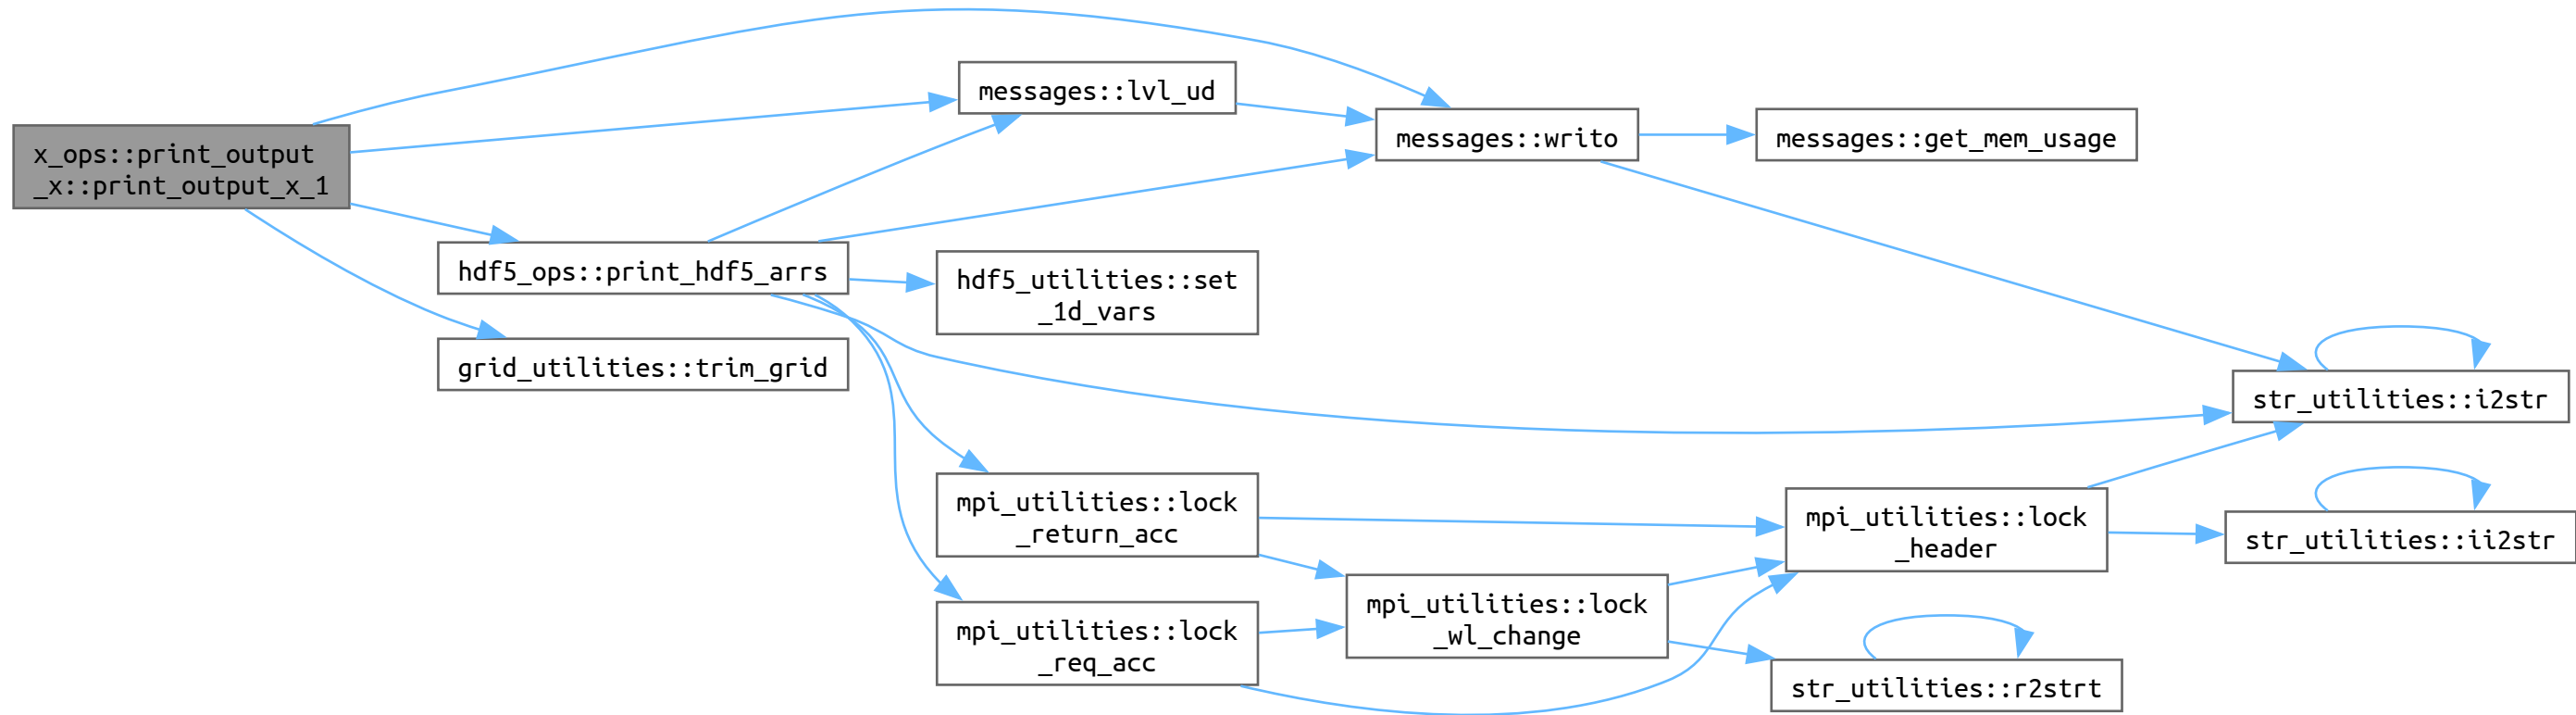 x_ops::print_output
_x::print_output_x_1
messages::lvl_ud
messages::writo
messages::get_mem_usage
hdf5_ops::print_hdf5_arrs
hdf5_utilities::set
_1d_vars
grid_utilities::trim_grid
str_utilities::i2str
mpi_utilities::lock
_return_acc
mpi_utilities::lock
_header
str_utilities::ii2str
mpi_utilities::lock
_req_acc
mpi_utilities::lock
_wl_change
str_utilities::r2strt